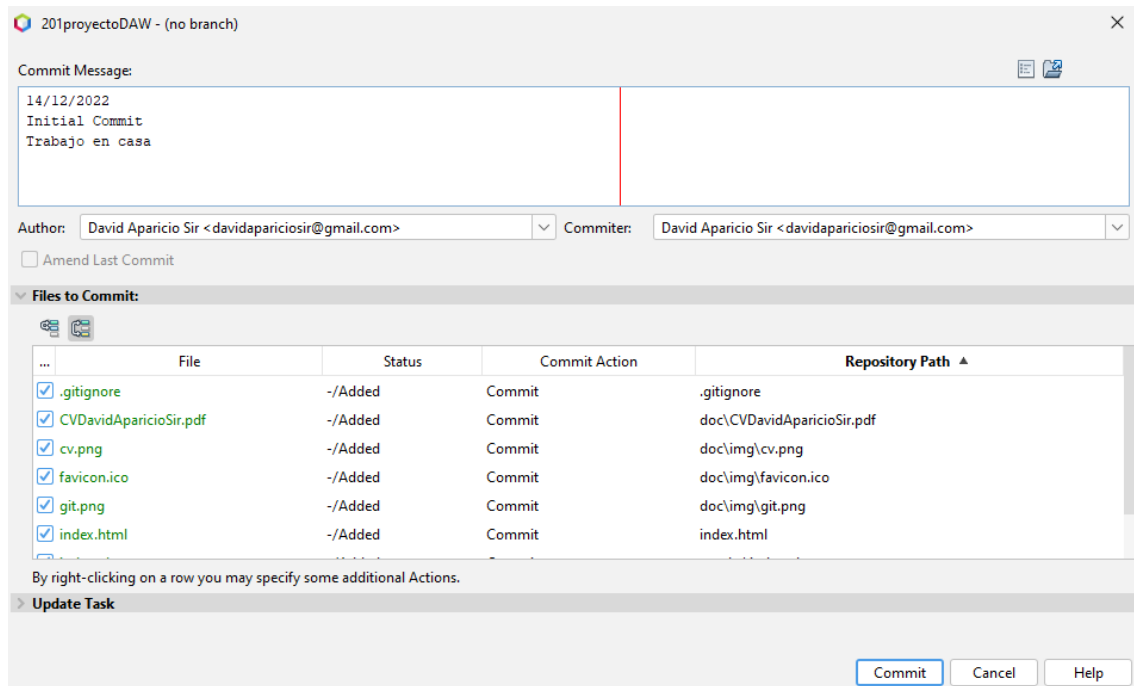 201proyectoDAW - (no branch)
Commit Message:
14/12/2022
Initial Commit
Trabajo en casa
Author: David Aparicio Sir <davidapariciosir@gmail.com> Commiter: David Aparicio Sir <davidapariciosir@gmail.com>
Amend Last Commit
Files to Commit:
... File Status Commit Action Repository Path
.gitignore -/Added Commit .gitignore
CVDavidAparicioSir.pdf -/Added Commit doc\CVDavidAparicioSir.pdf
cv.png -/Added Commit doc\img\cv.png
favicon.ico -/Added Commit doc\img\favicon.ico
git.png -/Added Commit doc\img\git.png
index.html -/Added Commit index.html
By right-clicking on a row you may specify some additional Actions.
Update Task
Commit Cancel Help